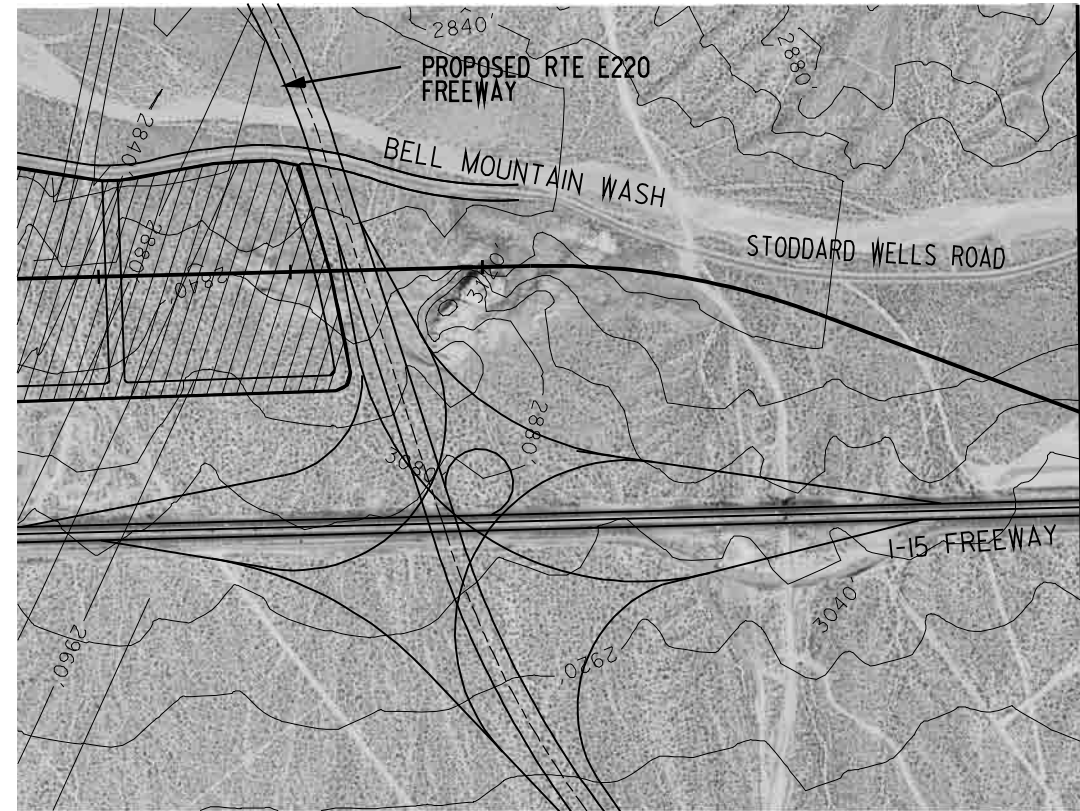 2840'
2880'
PROPOSED RTE E220
FREEWAY
2840'
BELL MOUNTAIN WASH
STODDARD WELLS ROAD
2880'
2840'
3120'
2880'
3080
I-15 FREEWAY
3040'
2920'
2960'